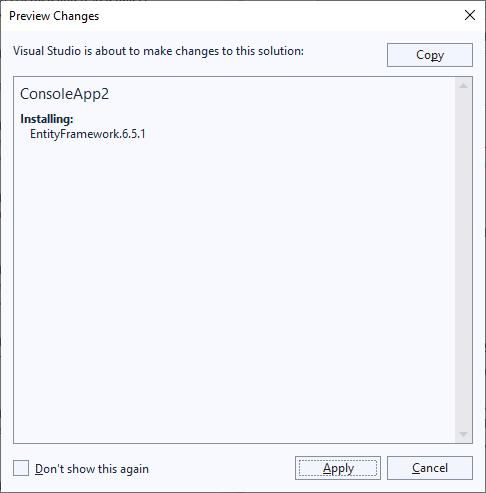 Preview Changes
Visual Studio is about to make changes to this solution:
Copy
ConsoleApp2
Installing:
EntityFramework.6.5.1
Don't show this again
Apply
Cancel